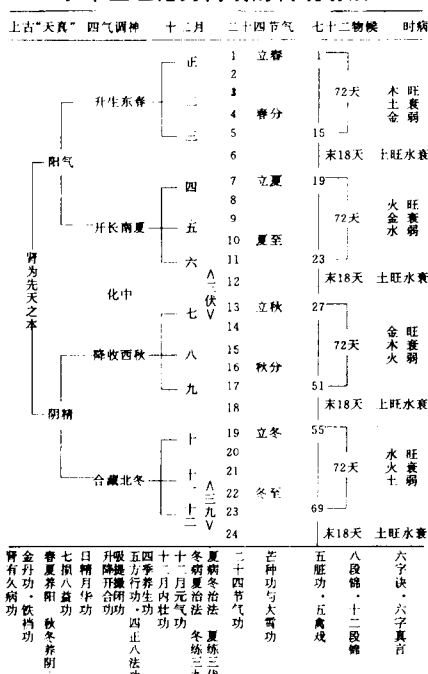 上古“天真” 四气调神 十二月 二十四节气 七十二物候 时病
肾为先天之本
阳气
阴精
升生东春
开长南夏
化中
降收西秋
合藏北冬
正
二
三
四
五
六
七
八
九
十
十一
十二
<三伏>
<三九>
1 立春
2
3
4 春分
5
6
7 立夏
8
9
10 夏至
11
12
13 立秋
14
15
16 秋分
17
18
19 立冬
20
21
22 冬至
23
24
1
15
72天
木旺
土衰
金弱
末18天 土旺水衰
19
23
72天
火旺
金衰
水弱
末18天 土旺水衰
27
51
72天
金旺
木衰
火弱
末18天 土旺水衰
55
69
72天
水旺
火衰
土弱
末18天 土旺水衰
六字诀·六字真言
八段锦·十二段锦
五脏功·五禽戏
芒种功与大雪功
二十四节气功
夏病冬治法 夏练三伏
冬病夏治法 冬练三九
十二月元气功
十二月内壮功
四季养生功
五方行功·四正八法功
吸提撮闭功
升降开合功
日精月华功
七损八益功
春夏养阳 秋冬养阴
金丹功·铁裆功
肾有久病功